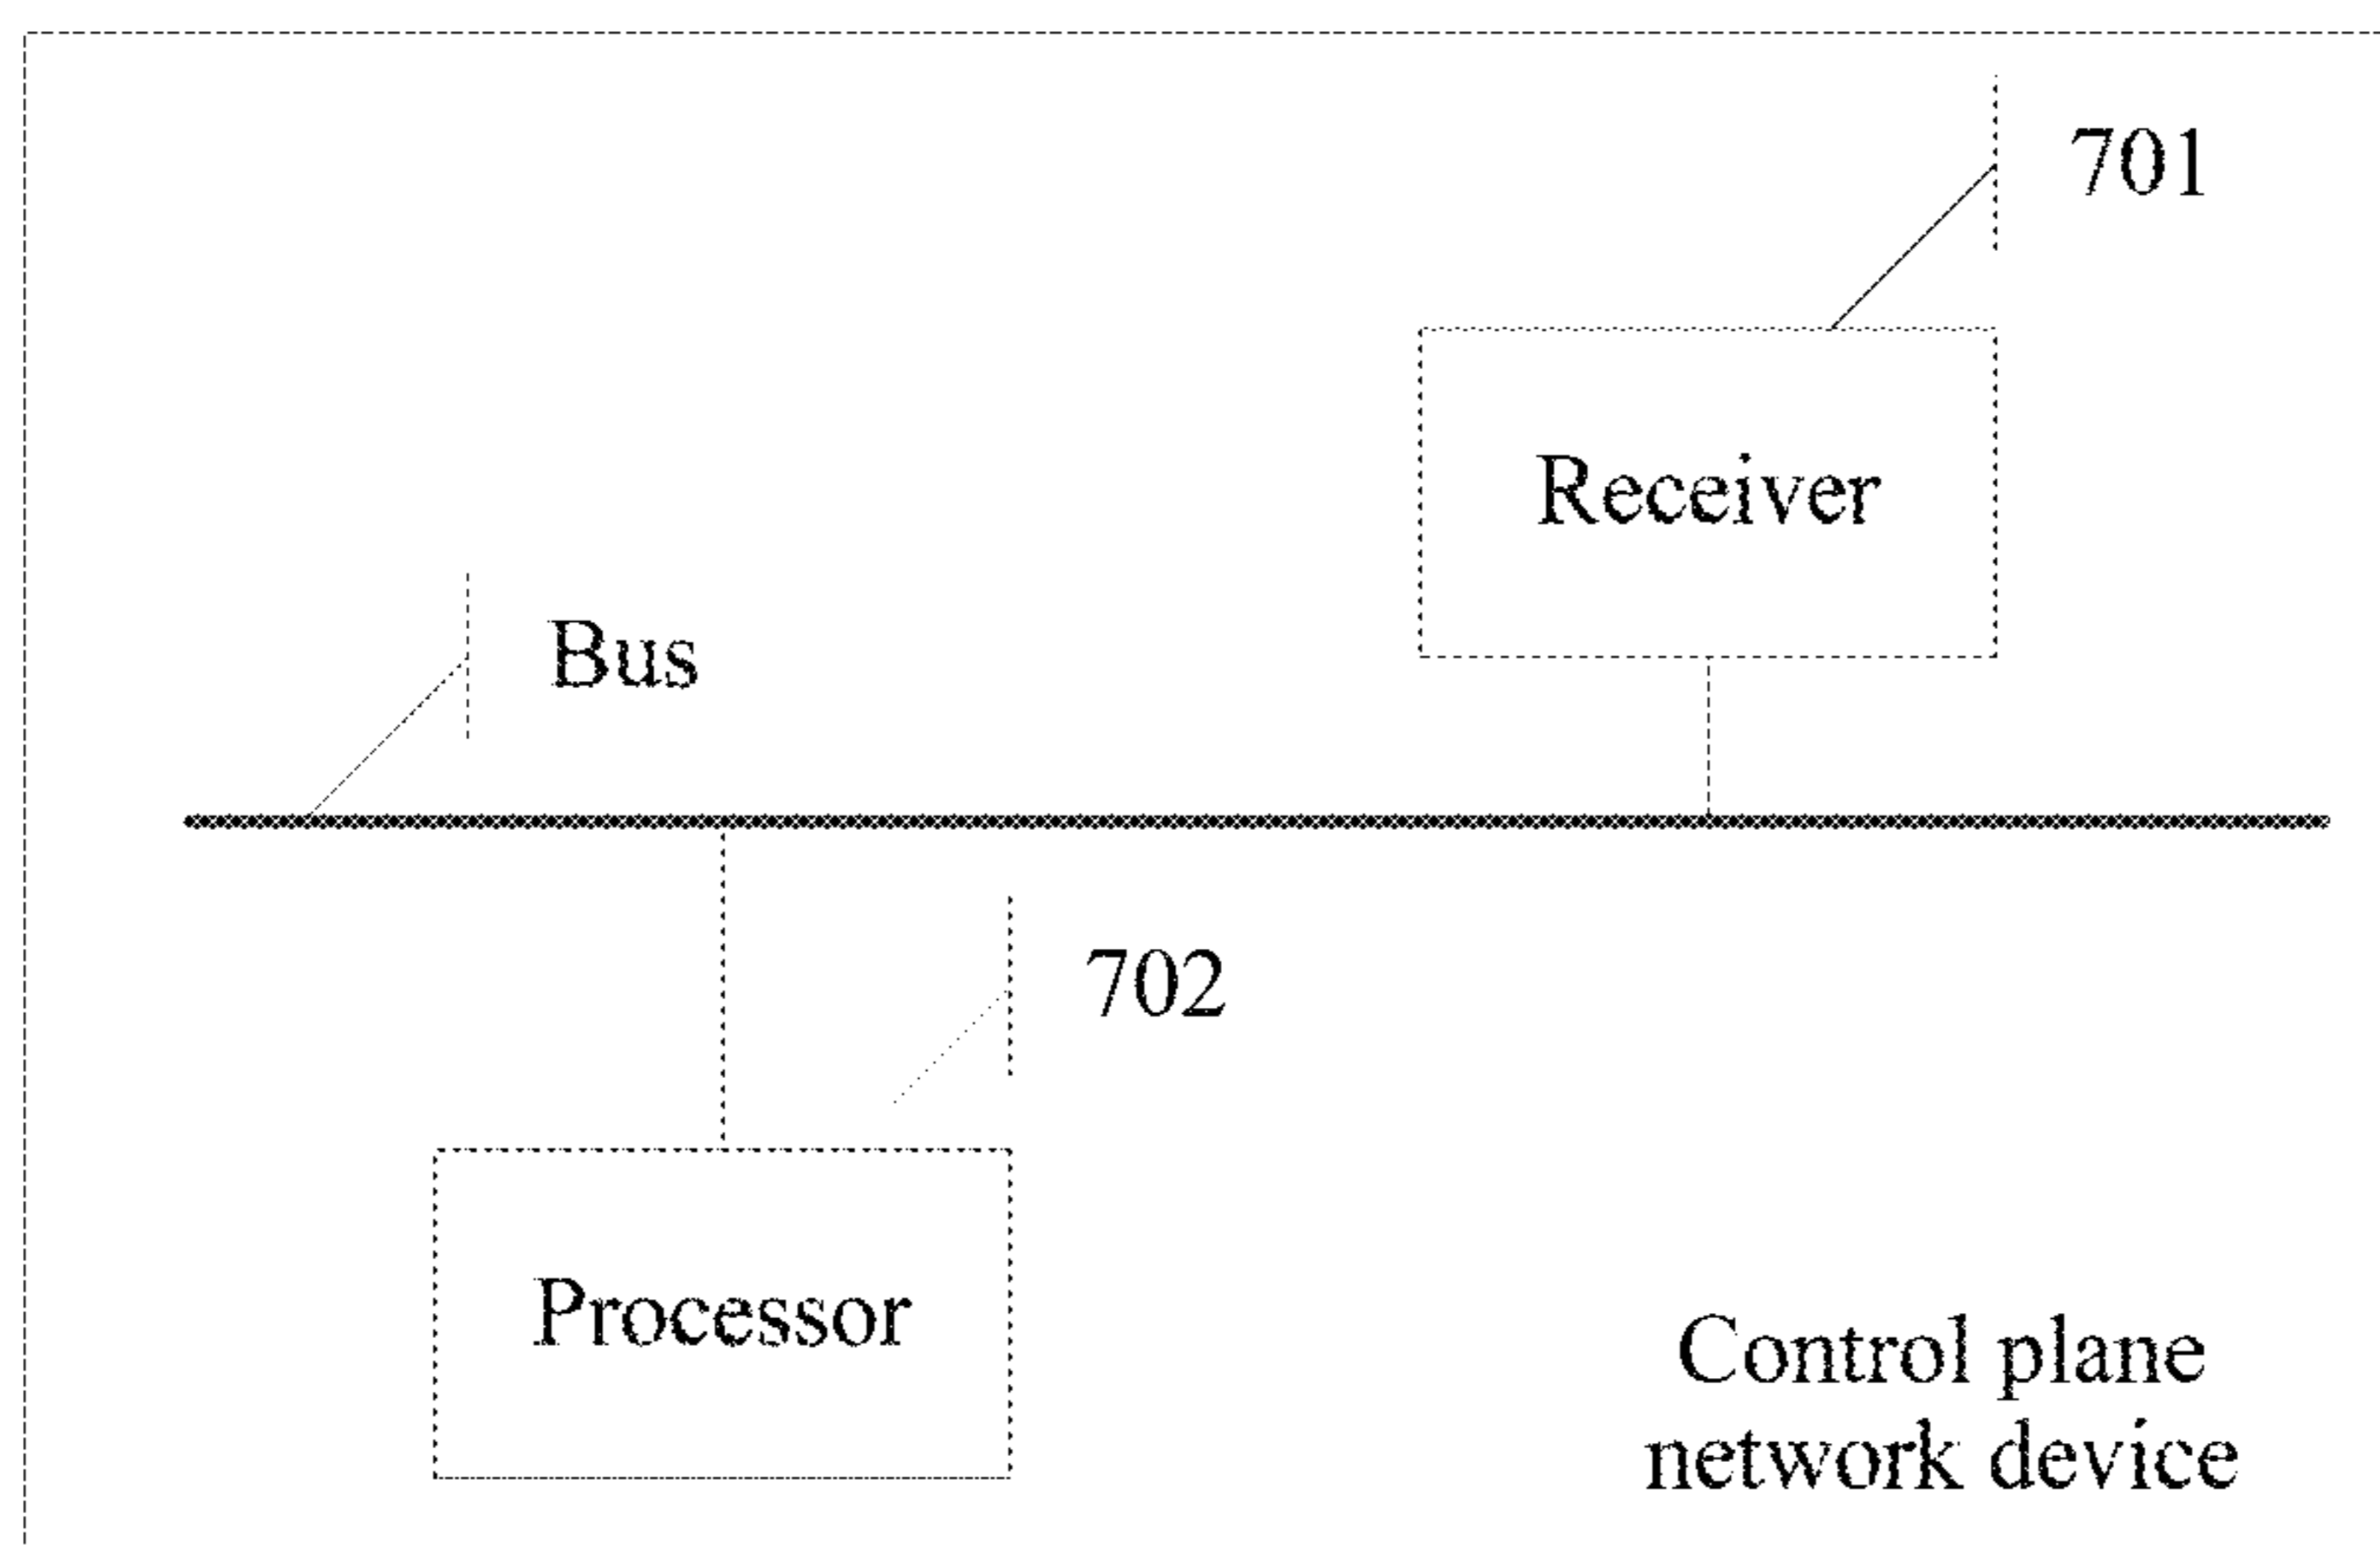 701
Receiver
Bus
702
Processor
Control plane
network device